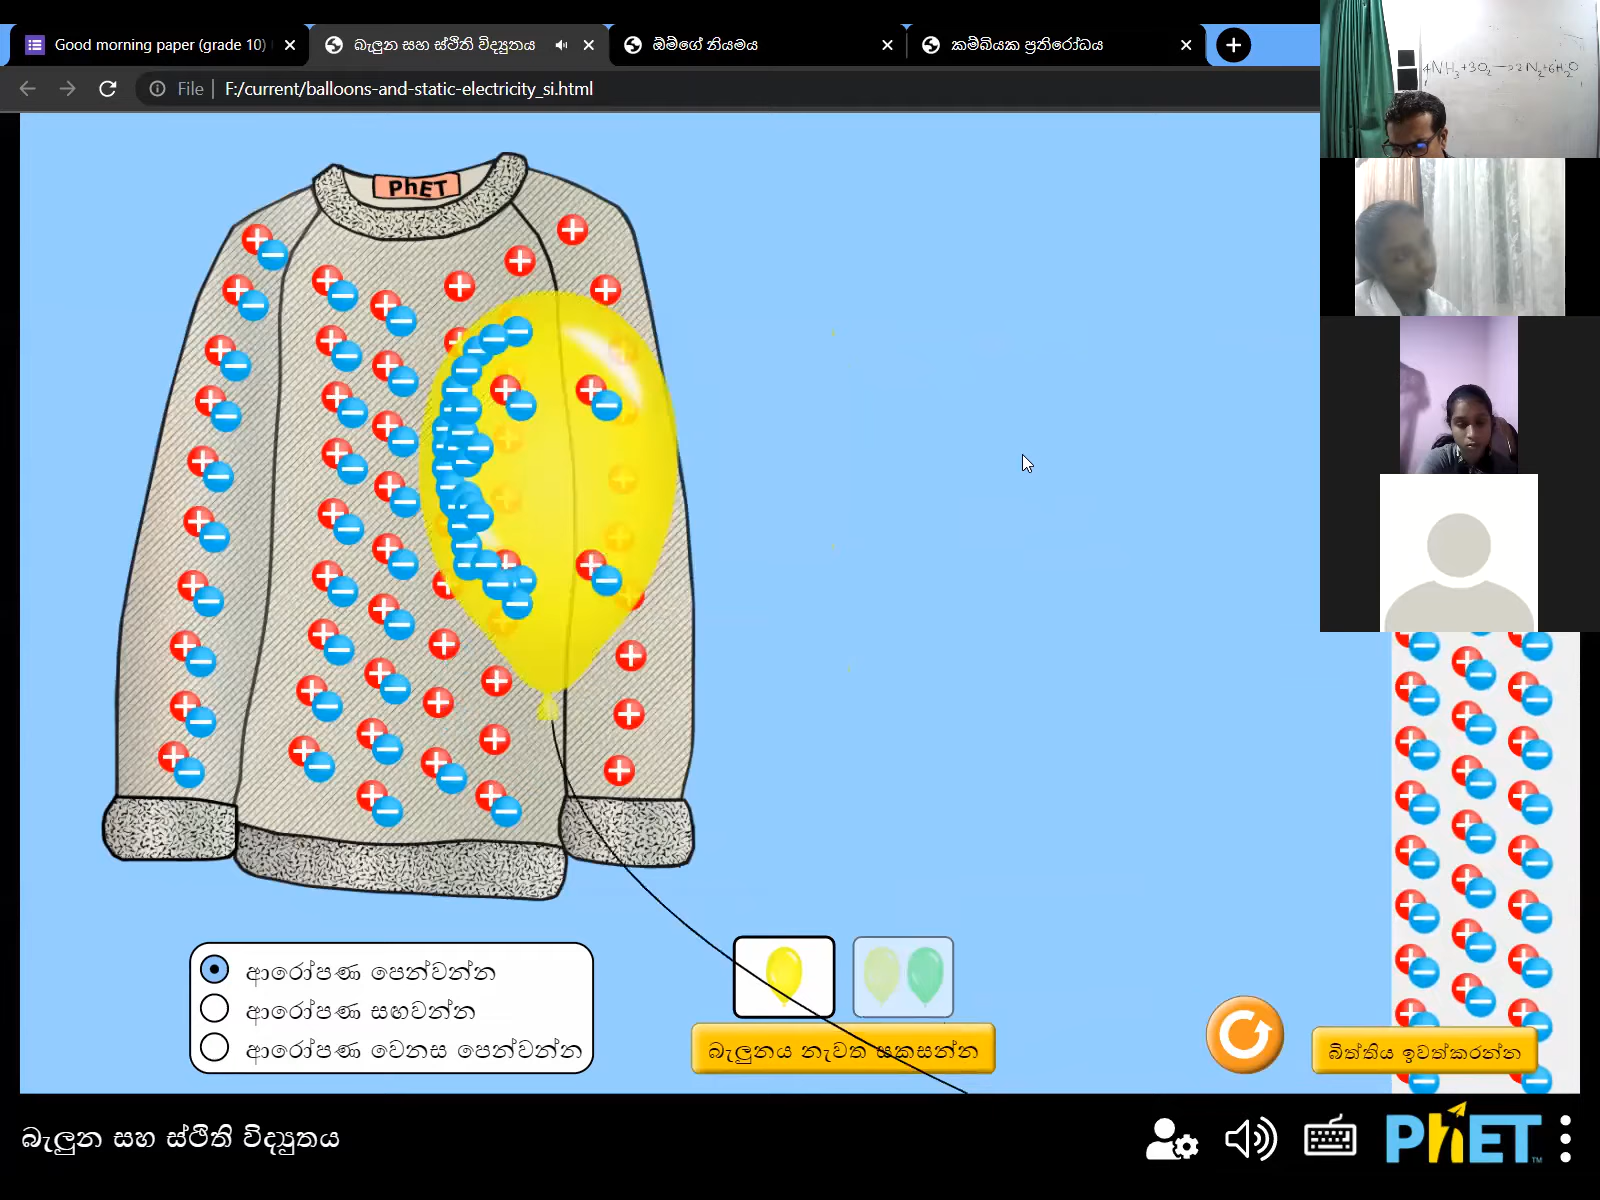 Good morning paper (grade 10)
බැලුන සහ ස්ථිති විද්‍යුතය
ඕම්ගේ නියමය
කම්බියක ප්‍රතිරෝධය
File
F:/current/balloons-and-static-electricity_si.html
4NH₃+3O₂→2N₂+6H₂O
PhET
ආරෝපණ පෙන්වන්න
ආරෝපණ සඟවන්න
ආරෝපණ වෙනස පෙන්වන්න
බැලුනය නැවත සකසන්න
බිත්තිය ඉවත්කරන්න
බැලුන සහ ස්ථිති විද්‍යුතය
PhET